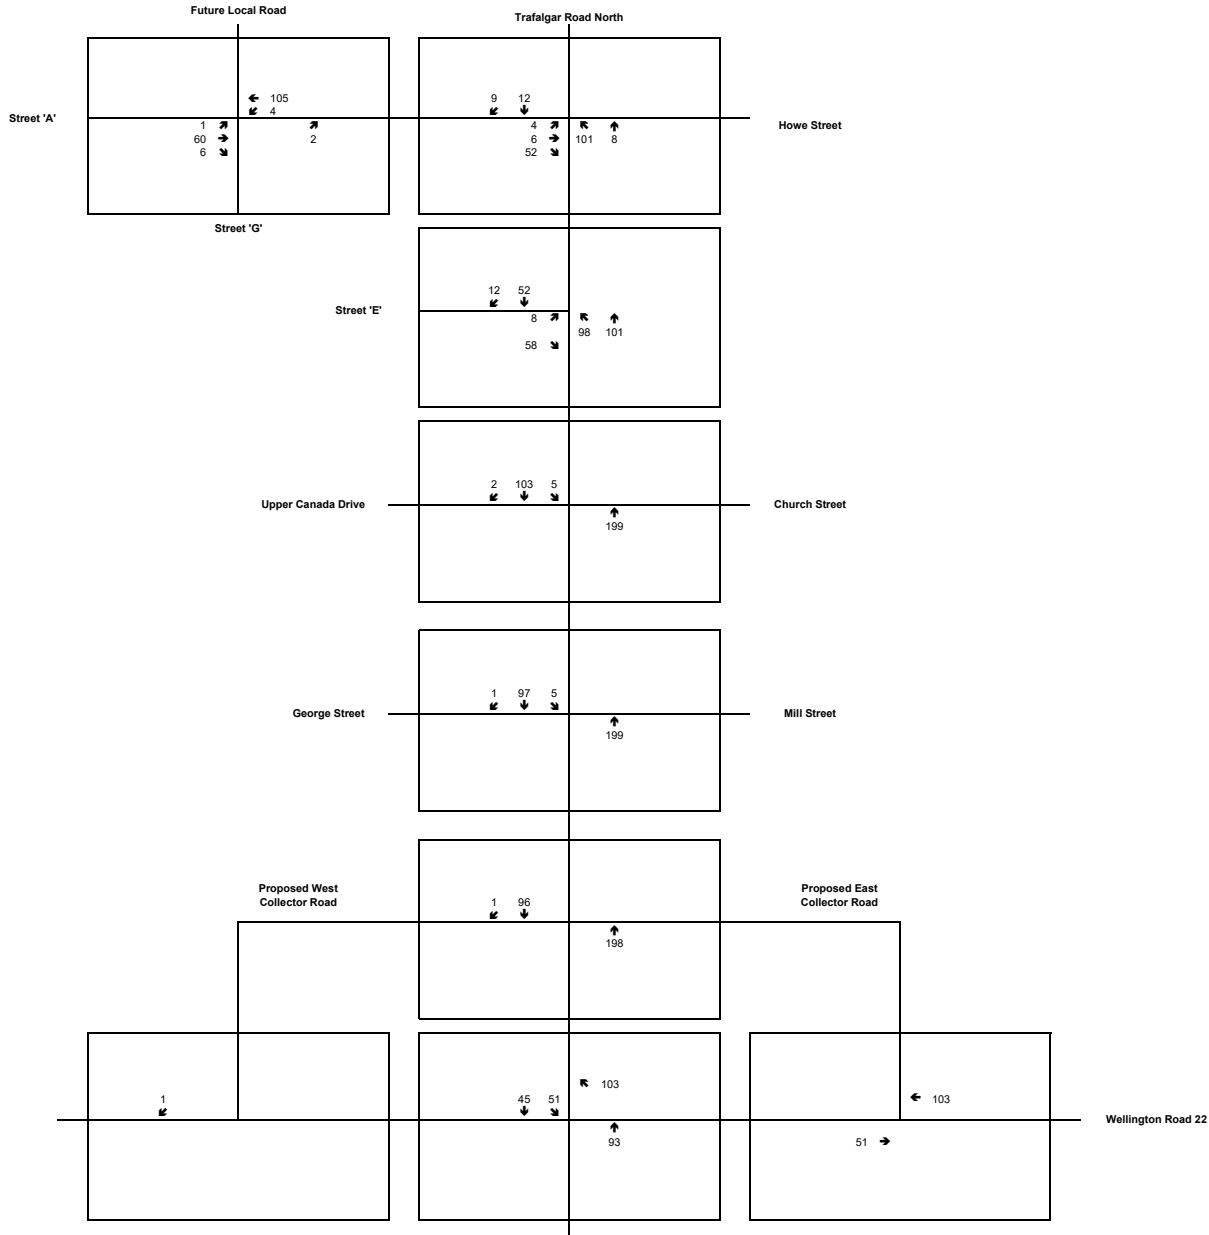 Future Local Road
Trafalgar Road North
105
4
9 12
Street 'A'
1
60
6
2
4
6
52
101 8
Howe Street
Street 'G'
12 52
Street 'E'
8
58
98 101
2 103 5
Upper Canada Drive
Church Street
199
1 97 5
George Street
Mill Street
199
Proposed West
Collector Road
1 96
Proposed East
Collector Road
198
1
45 51
103
93
103
51
Wellington Road 22